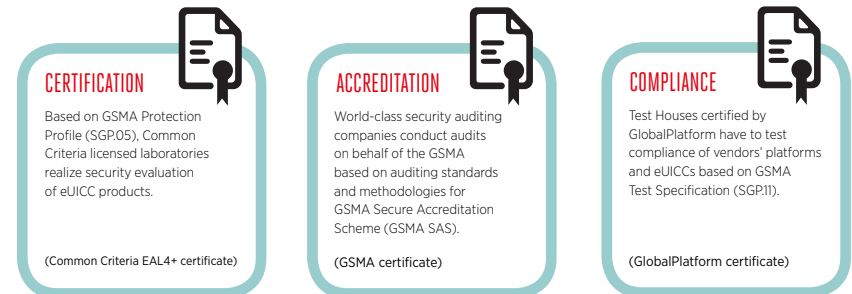 CERTIFICATION
Based on GSMA Protection
Profile (SGP.05), Common
Criteria licensed laboratories
realize security evaluation
of eUICC products.
(Common Criteria EAL4+ certificate)
ACCREDITATION
World-class security auditing
companies conduct audits
on behalf of the GSMA
based on auditing standards
and methodologies for
GSMA Secure Accreditation
Scheme (GSMA SAS).
(GSMA certificate)
COMPLIANCE
Test Houses certified by
GlobalPlatform have to test
compliance of vendors’ platforms
and eUICCs based on GSMA
Test Specification (SGP.11).
(GlobalPlatform certificate)